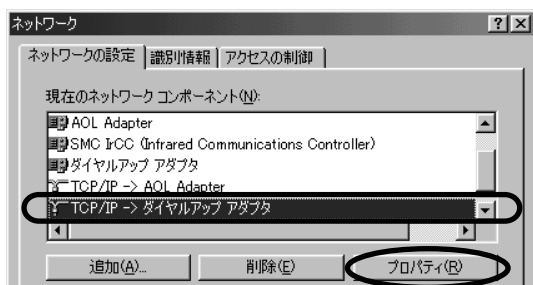 ネットワーク
ネットワークの設定 識別情報 アクセスの制御
現在のネットワーク コンポーネント(N):
AOL Adapter
SMC IrCC (Infrared Communications Controller)
ダイヤルアップ アダプタ
TCP/IP -> AOL Adapter
TCP/IP -> ダイヤルアップ アダプタ
追加(A)... 削除(E) プロパティ(R)